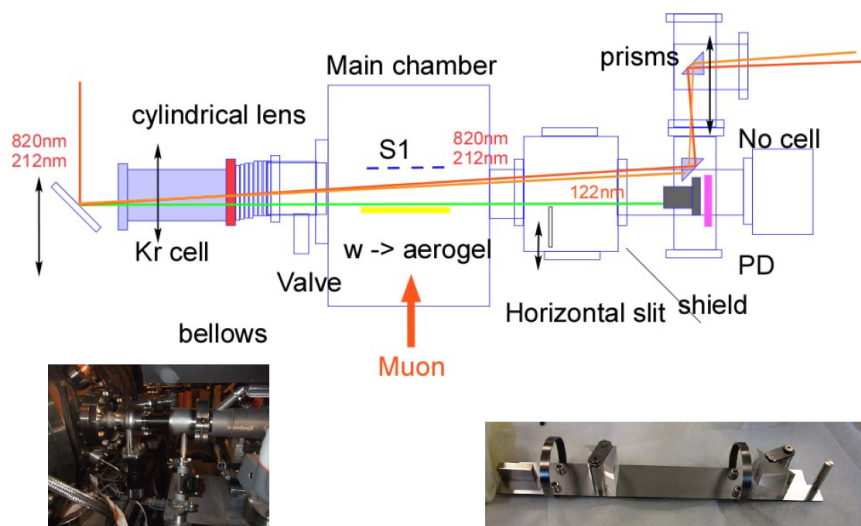 Main chamber
prisms
cylindrical lens
820nm
212nm
S1
820nm
212nm
No cell
122nm
Kr cell
w -> aerogel
Valve
PD
Horizontal slit
shield
bellows
Muon